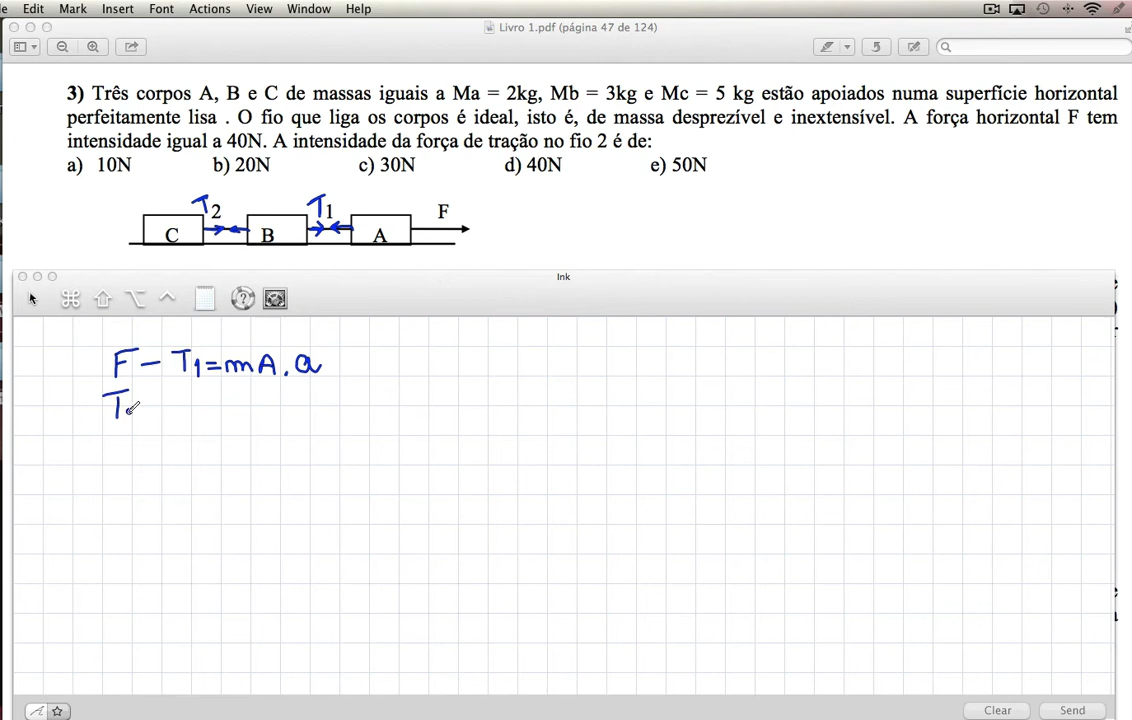 Edit Mark Insert Font Actions View Window Help
Livro 1.pdf (página 47 de 124)
3) Três corpos A, B e C de massas iguais a Ma = 2kg, Mb = 3kg e Mc = 5 kg estão apoiados numa superfície horizontal
perfeitamente lisa . O fio que liga os corpos é ideal, isto é, de massa desprezível e inextensível. A força horizontal F tem
intensidade igual a 40N. A intensidade da força de tração no fio 2 é de:
a) 10N b) 20N c) 30N d) 40N e) 50N
T2 T1 F
C B A
Ink
F - T1 = mA . a
T
Clear Send